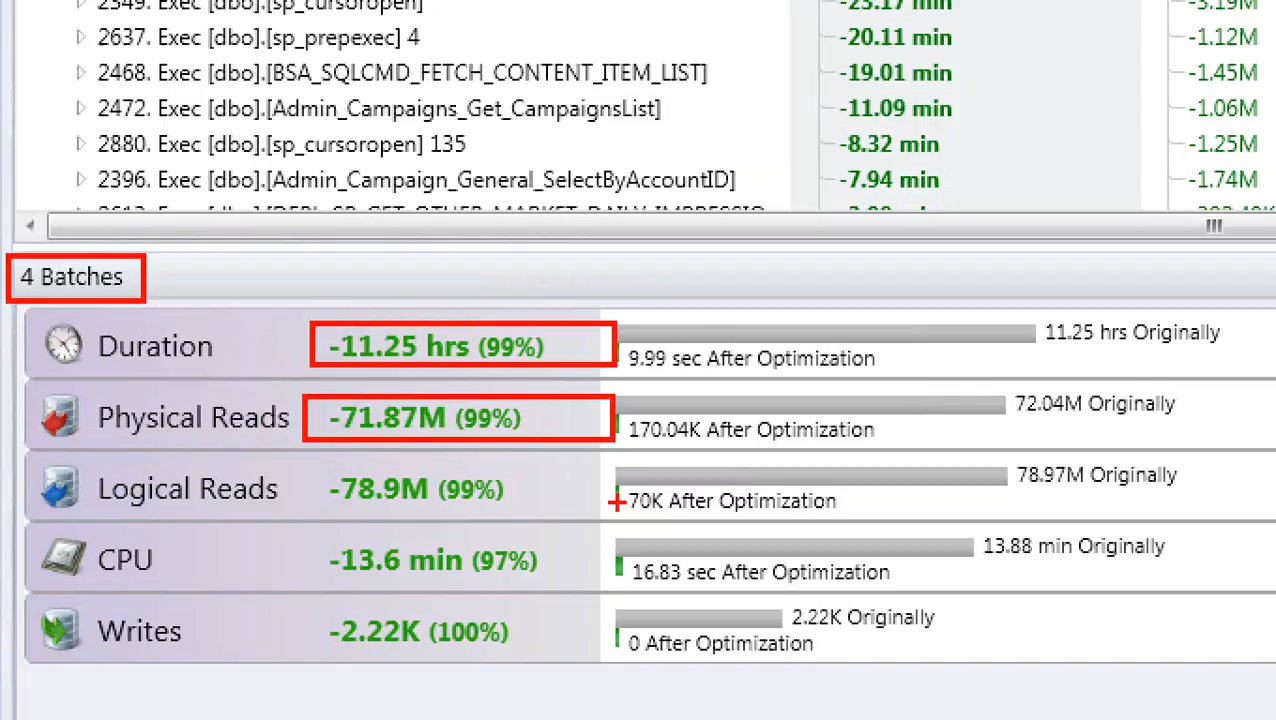 2349. Exec [dbo].[sp_cursoropen] -23.17 min -3.19M
2637. Exec [dbo].[sp_prepexec] 4 -20.11 min -1.12M
2468. Exec [dbo].[BSA_SQLCMD_FETCH_CONTENT_ITEM_LIST] -19.01 min -1.45M
2472. Exec [dbo].[Admin_Campaigns_Get_CampaignsList] -11.09 min -1.06M
2880. Exec [dbo].[sp_cursoropen] 135 -8.32 min -1.25M
2396. Exec [dbo].[Admin_Campaign_General_SelectByAccountID] -7.94 min -1.74M
4 Batches
Duration -11.25 hrs (99%) 11.25 hrs Originally
9.99 sec After Optimization
Physical Reads -71.87M (99%) 72.04M Originally
170.04K After Optimization
Logical Reads -78.9M (99%) 78.97M Originally
70K After Optimization
CPU -13.6 min (97%) 13.88 min Originally
16.83 sec After Optimization
Writes -2.22K (100%) 2.22K Originally
0 After Optimization